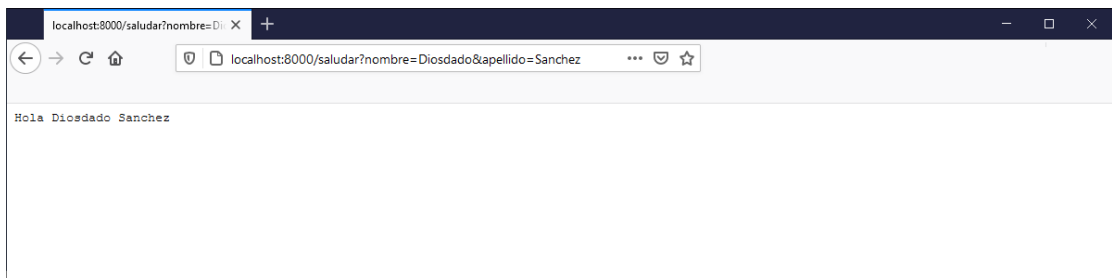 localhost:8000/saludar?nombre=Di
localhost:8000/saludar?nombre=Diosdado&apellido=Sanchez
Hola Diosdado Sanchez